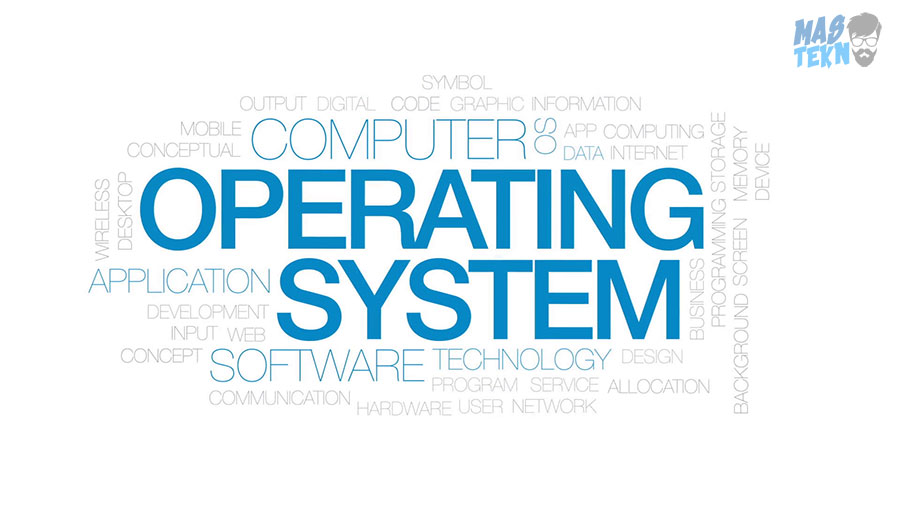 MAS
TEKNO
SYMBOL
OUTPUT DIGITAL CODE GRAPHIC INFORMATION
MOBILE
CONCEPTUAL
COMPUTER
OS
APP COMPUTING
DATA INTERNET
WIRELESS
DESKTOP
OPERATING
SYSTEM
STORAGE
MEMORY
DEVICE
BUSINESS
PROGRAMMING
SCREEN
BACKGROUND
APPLICATION
DEVELOPMENT
INPUT WEB
CONCEPT
SOFTWARE
TECHNOLOGY DESIGN
PROGRAM SERVICE ALLOCATION
COMMUNICATION
HARDWARE USER NETWORK